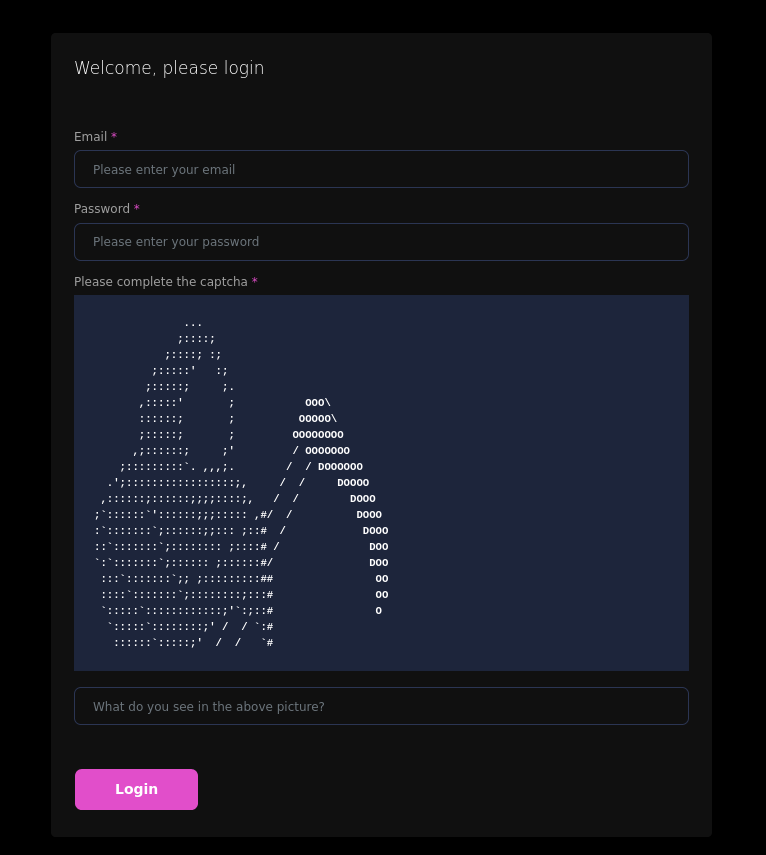 Welcome, please login
Email *
Please enter your email
Password *
Please enter your password
Please complete the captcha *
              ...
             ;::::;
           ;::::; :;
         ;:::::'   :;
        ;:::::;     ;.
       ,:::::'       ;           OOO\
       ::::::;       ;          OOOOO\
       ;:::::;       ;         OOOOOOOO
      ,;::::::;     ;'         / OOOOOOO
    ;:::::::::`. ,,,;.        /  / DOOOOOO
  .';:::::::::::::::::;,     /  /     DOOOO
 ,::::::;::::::;;;;::::;,   /  /        DOOO
;`::::::`'::::::;;;::::: ,#/  /          DOOO
:`:::::::`;::::::;;::: ;::#  /            DOOO
::`:::::::`;:::::::: ;::::# /              DOO
`:`:::::::`;:::::: ;::::::#/               DOO
 :::`:::::::`;; ;:::::::::##                OO
 ::::`:::::::`;::::::::;:::#                OO
 `:::::`::::::::::::;'`:;::#                O
  `:::::`::::::::;' /  / `:#
   ::::::`:::::;'  /  /   `#
What do you see in the above picture?
Login